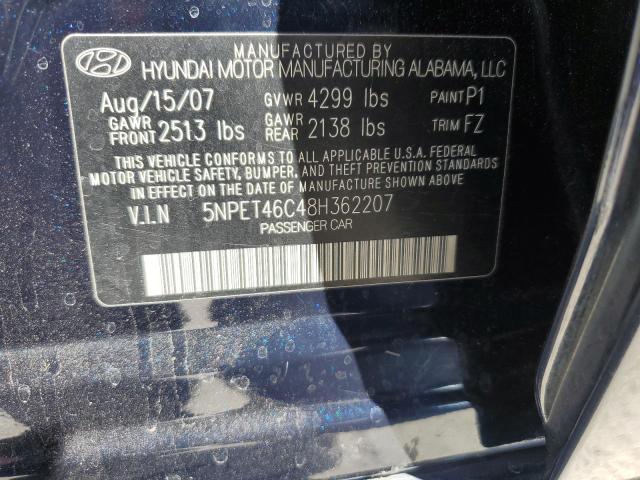 MANUFACTURED BY
HYUNDAI MOTOR MANUFACTURING ALABAMA, LLC
Aug/15/07 GVWR 4299 lbs PAINT P1
GAWR FRONT 2513 lbs GAWR REAR 2138 lbs TRIM FZ
THIS VEHICLE CONFORMS TO ALL APPLICABLE U.S.A. FEDERAL
MOTOR VEHICLE SAFETY, BUMPER, AND THEFT STANDARDS
IN EFFECT ON THE DATE OF MANUFACTURE SHOWN ABOVE.
V.I.N 5NPET46C48H362207
PASSENGER CAR